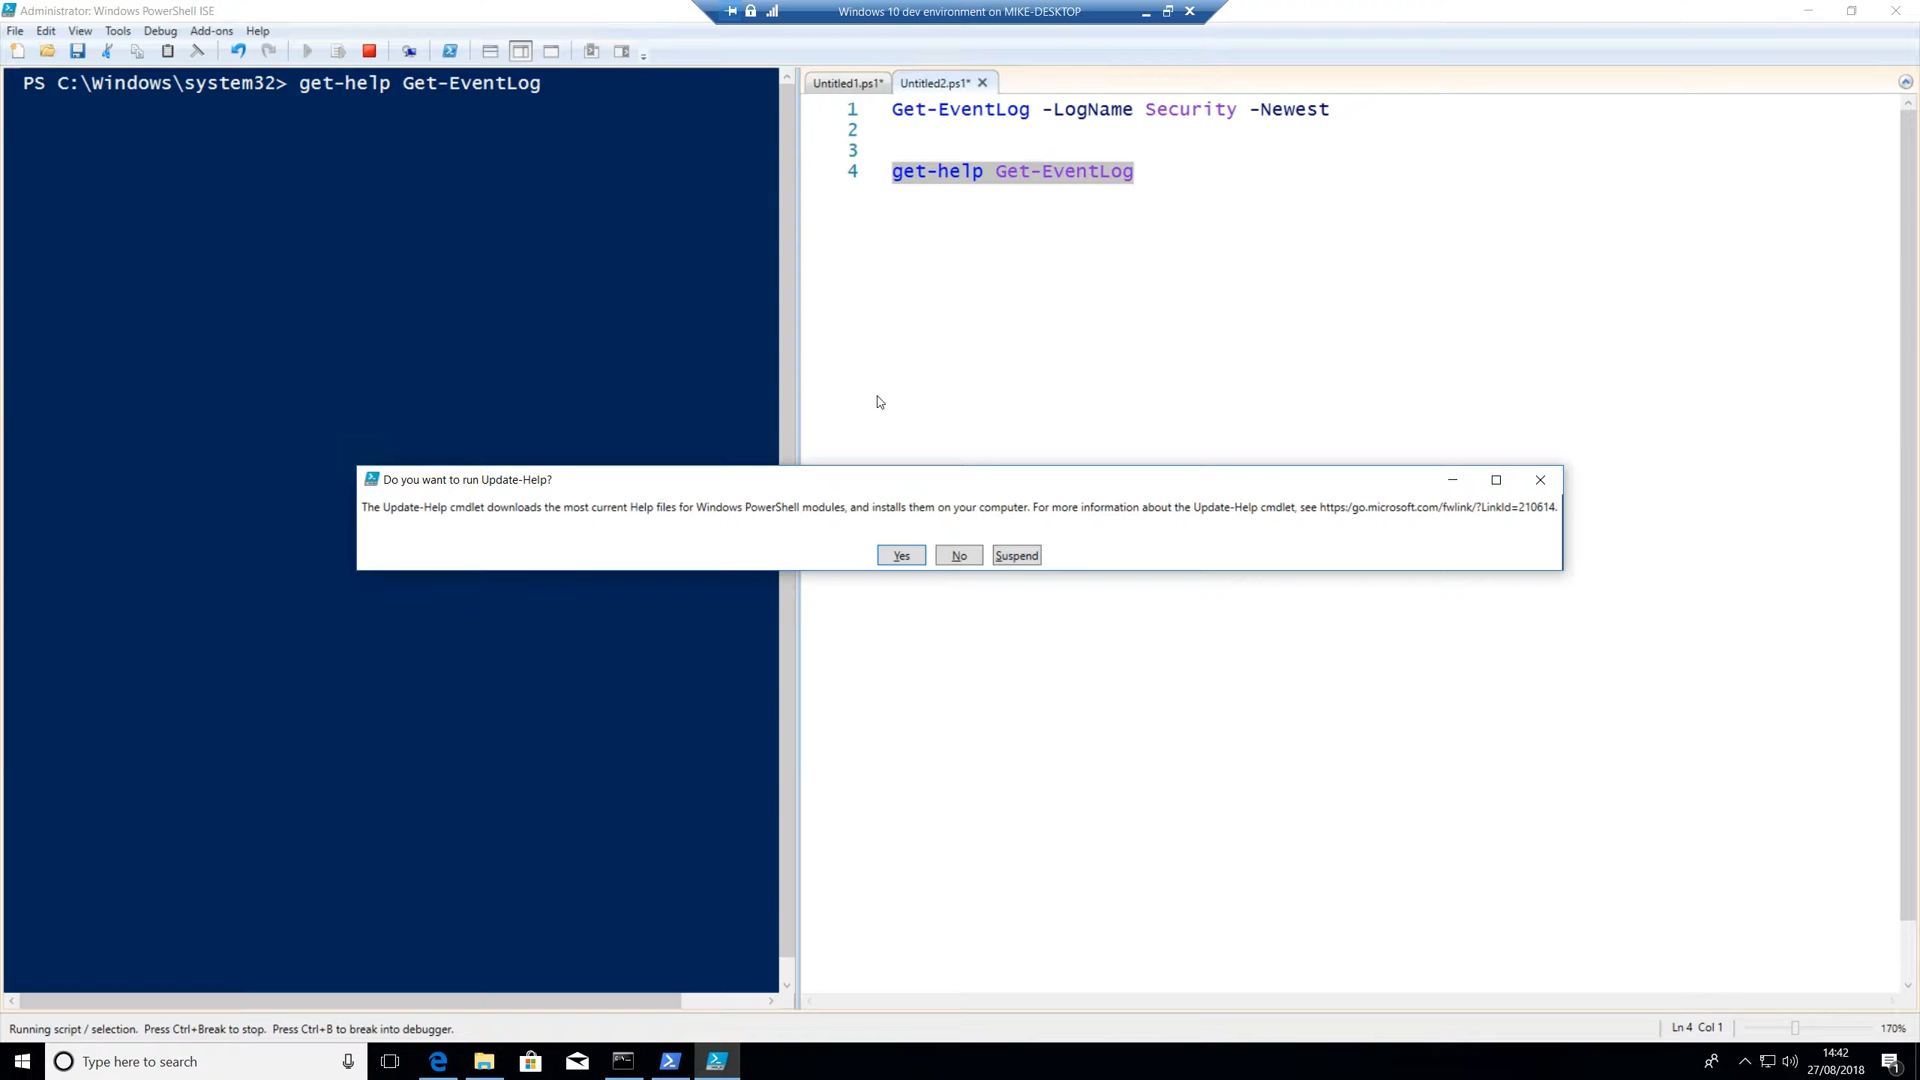 Administrator: Windows PowerShell ISE
Windows 10 dev environment on MIKE-DESKTOP
File Edit View Tools Debug Add-ons Help
PS C:\Windows\system32> get-help Get-EventLog
Untitled1.ps1* Untitled2.ps1*
1 Get-EventLog -LogName Security -Newest
2
3
4 get-help Get-EventLog
Do you want to run Update-Help?
The Update-Help cmdlet downloads the most current Help files for Windows PowerShell modules, and installs them on your computer. For more information about the Update-Help cmdlet, see https:/go.microsoft.com/fwlink/?LinkId=210614.
Yes No Suspend
Running script / selection. Press Ctrl+Break to stop. Press Ctrl+B to break into debugger.
Ln 4 Col 1
170%
Type here to search
14:42
27/08/2018
1